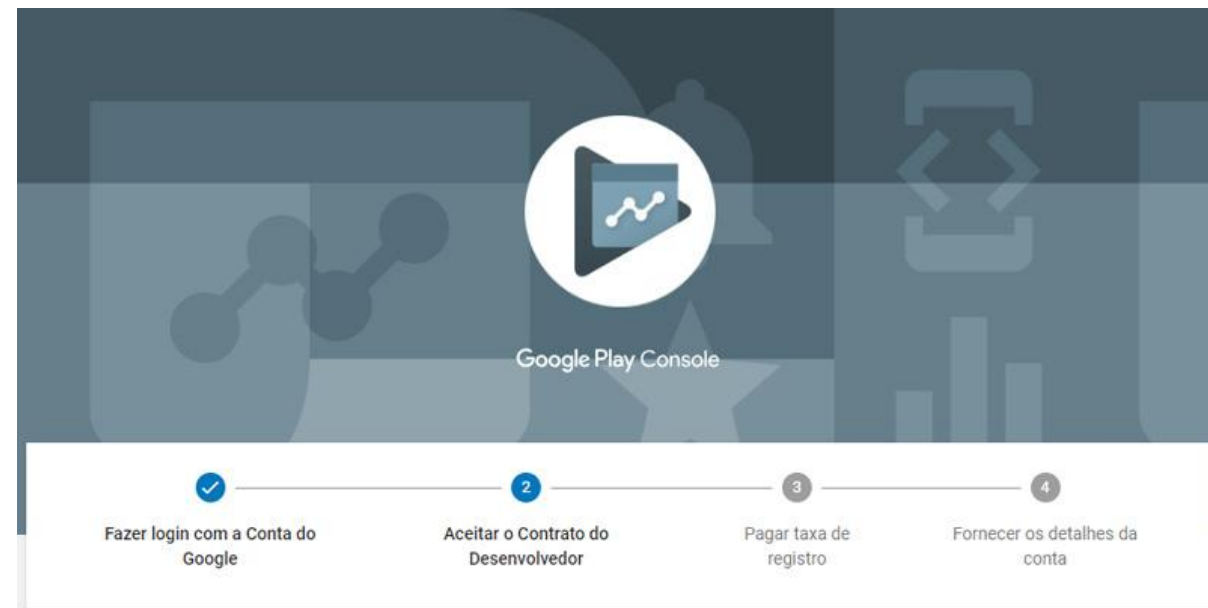 Google Play Console
2
3
4
Fazer login com a Conta do
Google
Aceitar o Contrato do
Desenvolvedor
Pagar taxa de
registro
Fornecer os detalhes da
conta